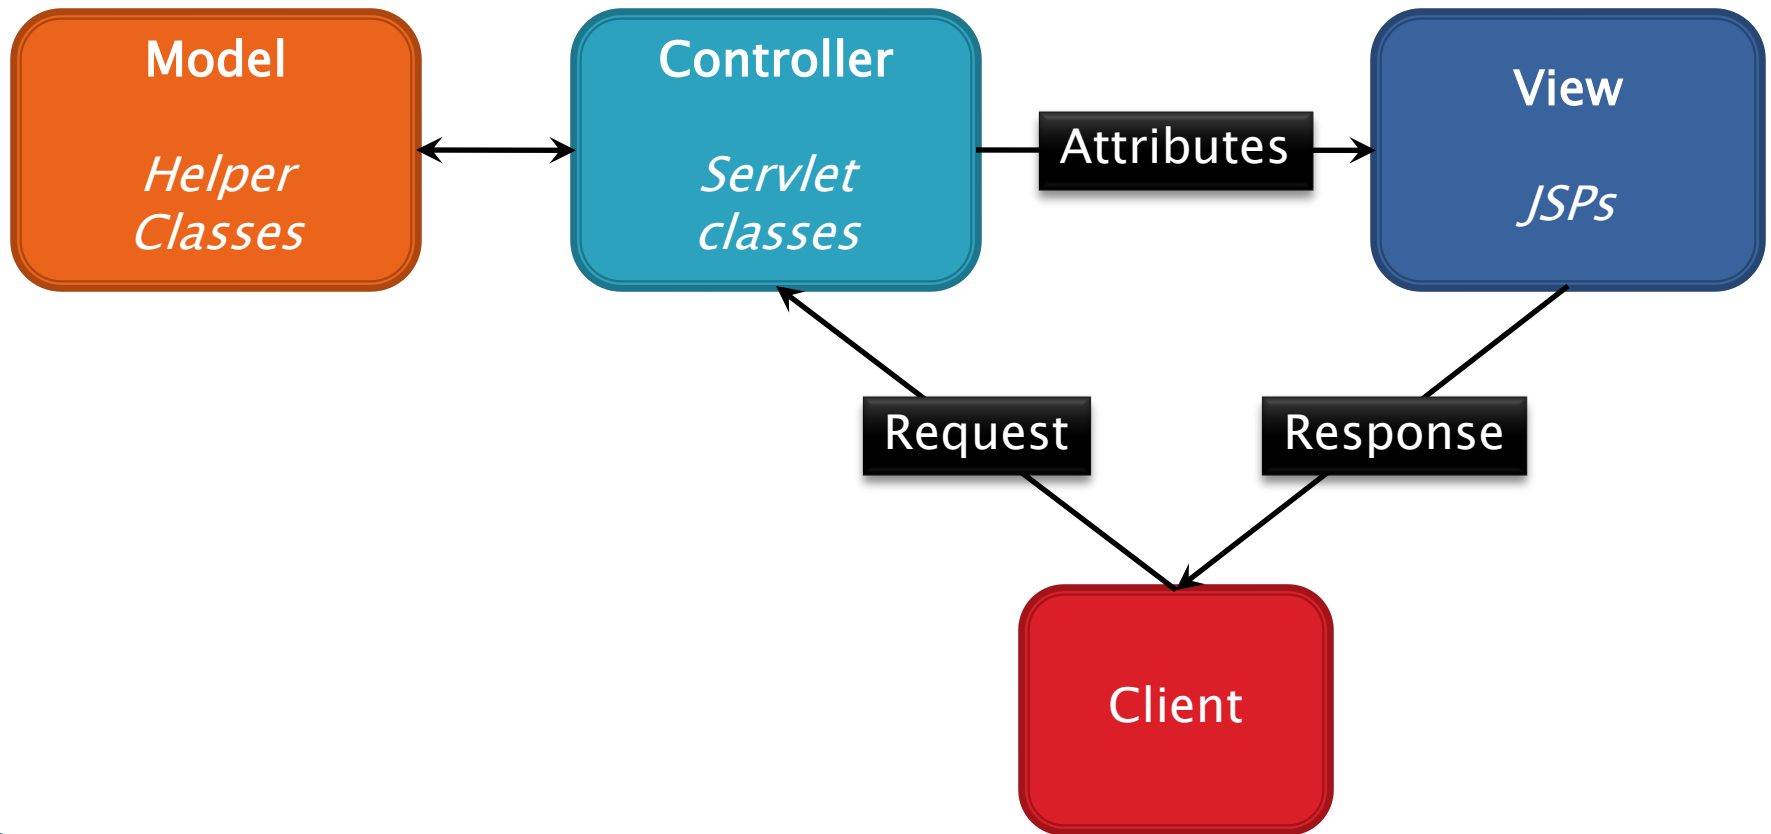 Model
Helper
Classes
Controller
Servlet
classes
Attributes
View
JSPs
Request
Response
Client